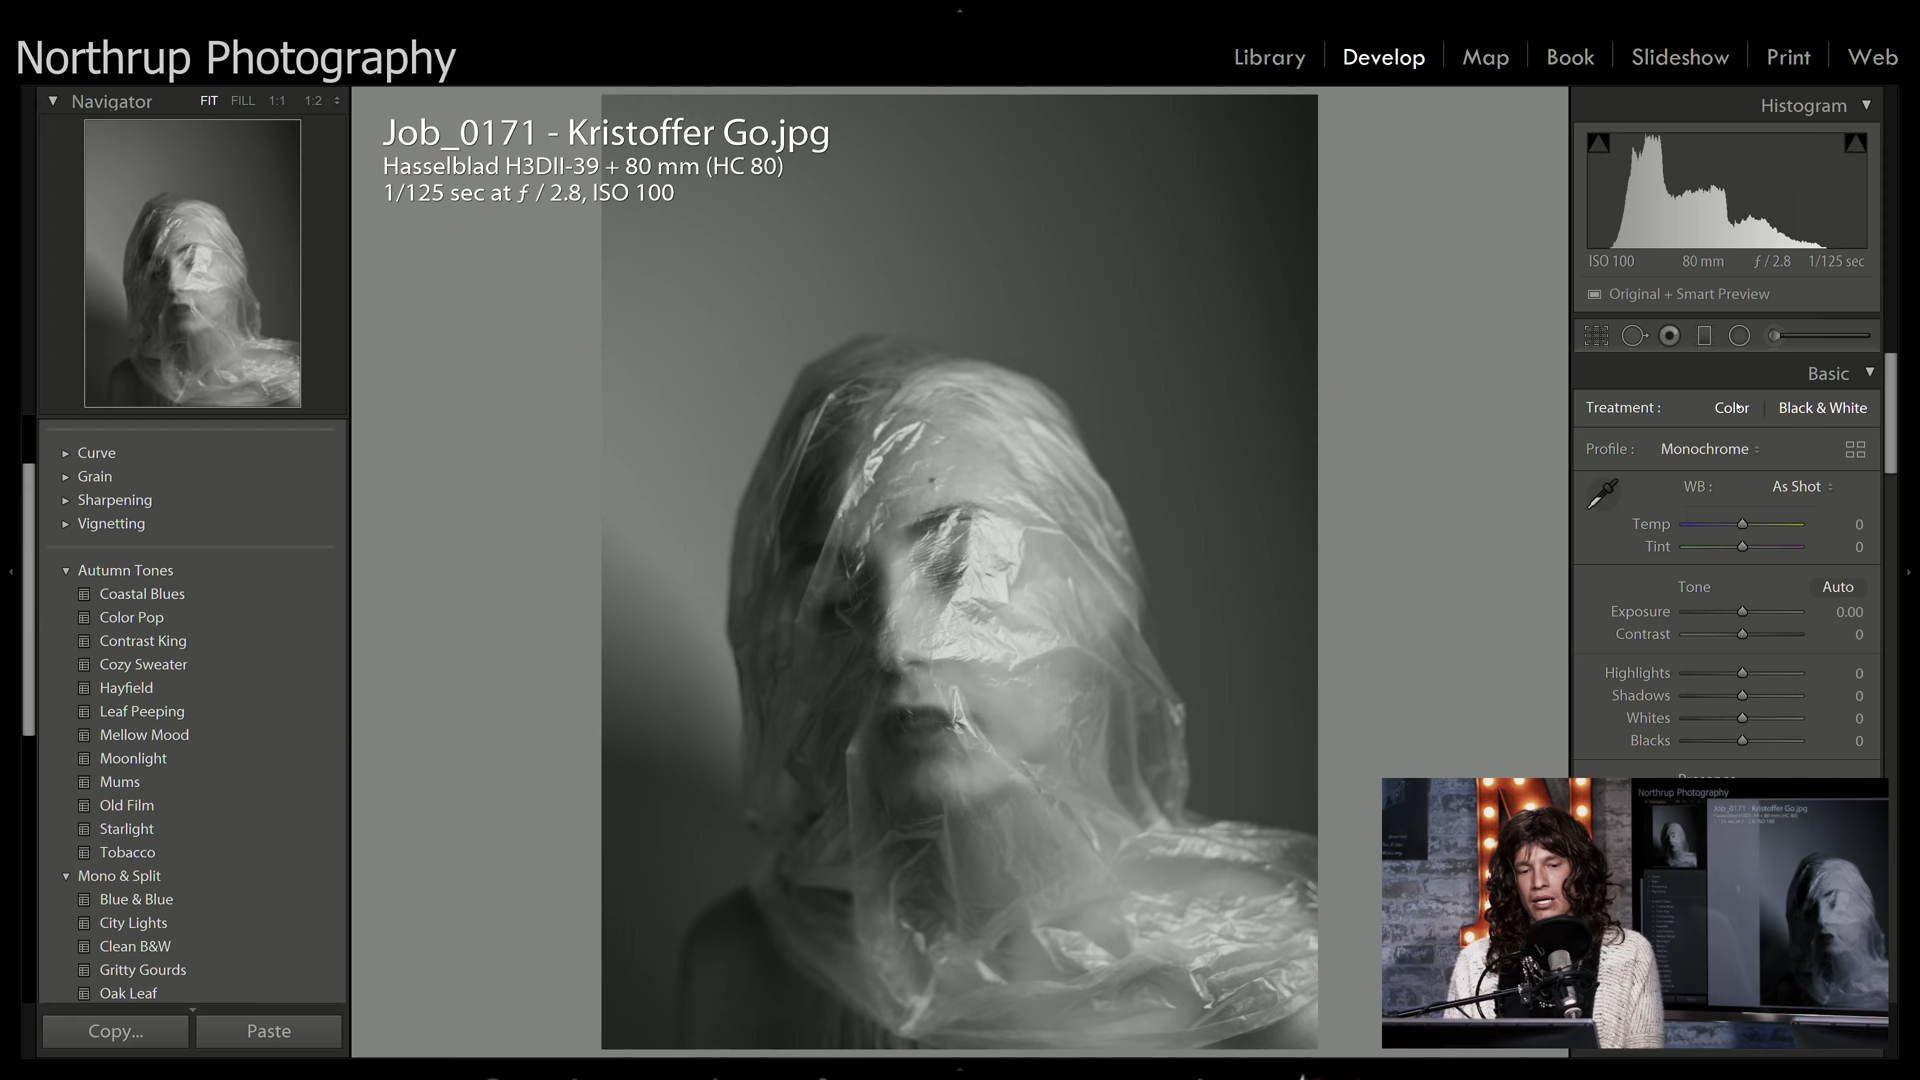 Northrup Photography
Library | Develop | Map | Book | Slideshow | Print | Web
Navigator FIT FILL 1:1 1:2
Curve
Grain
Sharpening
Vignetting
Autumn Tones
Coastal Blues
Color Pop
Contrast King
Cozy Sweater
Hayfield
Leaf Peeping
Mellow Mood
Moonlight
Mums
Old Film
Starlight
Tobacco
Mono & Split
Blue & Blue
City Lights
Clean B&W
Gritty Gourds
Oak Leaf
Copy... Paste
Job_0171 - Kristoffer Go.jpg
Hasselblad H3DII-39 + 80 mm (HC 80)
1/125 sec at ƒ / 2.8, ISO 100
Histogram
ISO 100 80 mm ƒ / 2.8 1/125 sec
Original + Smart Preview
Basic
Treatment : Color Black & White
Profile : Monochrome
WB : As Shot
Temp 0
Tint 0
Tone Auto
Exposure 0.00
Contrast 0
Highlights 0
Shadows 0
Whites 0
Blacks 0
Northrup Photography
Job_0171 - Kristoffer Go.jpg